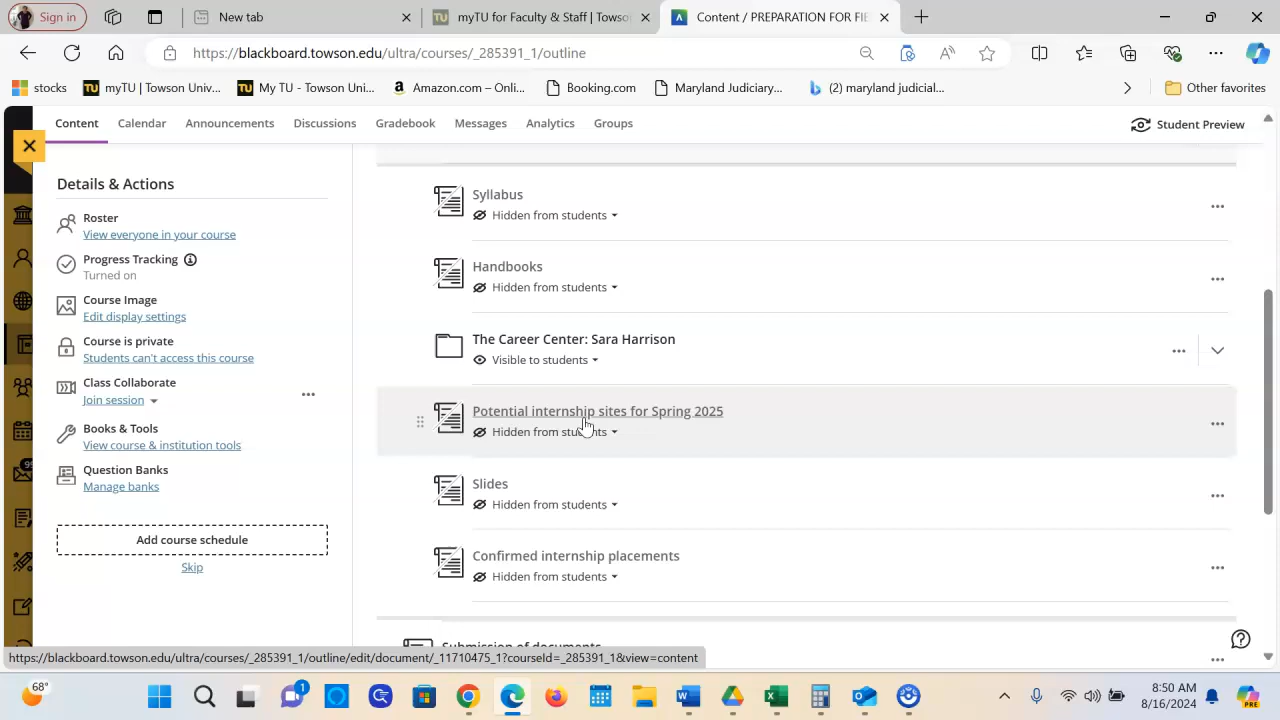 Sign in
New tab
myTU for Faculty & Staff | Towso
Content / PREPARATION FOR FIE
https://blackboard.towson.edu/ultra/courses/_285391_1/outline
stocks
myTU | Towson Univ...
My TU - Towson Uni...
Amazon.com – Onli...
Booking.com
Maryland Judiciary...
(2) maryland judicial...
Other favorites
Content
Calendar
Announcements
Discussions
Gradebook
Messages
Analytics
Groups
Student Preview
Details & Actions
Roster
View everyone in your course
Progress Tracking
Turned on
Course Image
Edit display settings
Course is private
Students can't access this course
Class Collaborate
Join session
Books & Tools
View course & institution tools
Question Banks
Manage banks
Add course schedule
Skip
Syllabus
Hidden from students
Handbooks
Hidden from students
The Career Center: Sara Harrison
Visible to students
Potential internship sites for Spring 2025
Hidden from students
Slides
Hidden from students
Confirmed internship placements
Hidden from students
Submission of documents
https://blackboard.towson.edu/ultra/courses/_285391_1/outline/edit/document/_11710475_1?courseId=_285391_1&view=content
68°
1
8:50 AM
8/16/2024
PRE